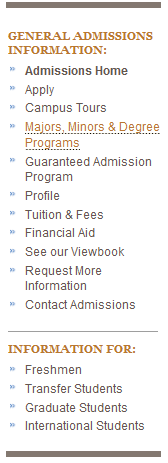 GENERAL ADMISSIONS
INFORMATION:
» Admissions Home
» Apply
» Campus Tours
» Majors, Minors & Degree
Programs
» Guaranteed Admission
Program
» Profile
» Tuition & Fees
» Financial Aid
» See our Viewbook
» Request More
Information
» Contact Admissions
INFORMATION FOR:
» Freshmen
» Transfer Students
» Graduate Students
» International Students